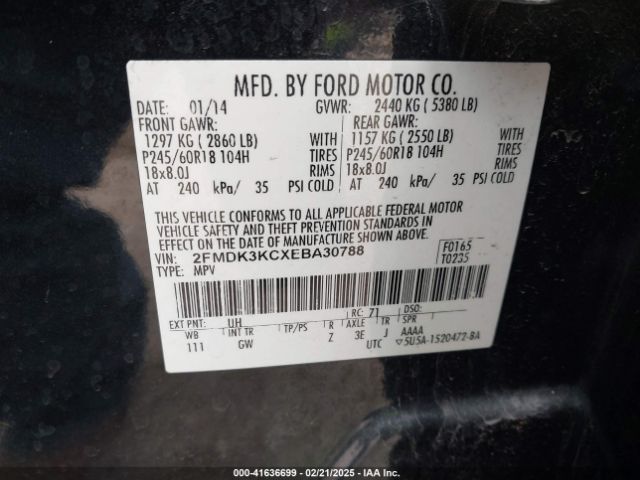 MFD. BY FORD MOTOR CO.
DATE: 01/14 GVWR: 2440 KG ( 5380 LB)
FRONT GAWR: REAR GAWR:
1297 KG ( 2860 LB) WITH 1157 KG ( 2550 LB) WITH
P245/60R18 104H TIRES P245/60R18 104H TIRES
18x8.0J RIMS 18x8.0J RIMS
AT 240 kPa/ 35 PSI COLD AT 240 kPa/ 35 PSI COLD
THIS VEHICLE CONFORMS TO ALL APPLICABLE FEDERAL MOTOR
VEHICLE SAFETY AND THEFT PREVENTION STANDARDS IN
EFFECT ON THE DATE OF MANUFACTURE SHOWN ABOVE.
VIN: 2FMDK3KCXEBA30788 F0165
TYPE: MPV T0235
EXT PNT: UH RC: 71 DSO:
WB INT TR TP/PS R AXLE TR SPR
111 GW Z 3E J AAAA
UTC ▽5U5A-1520472-BA
000-41636699 - 02/21/2025 - IAA Inc.